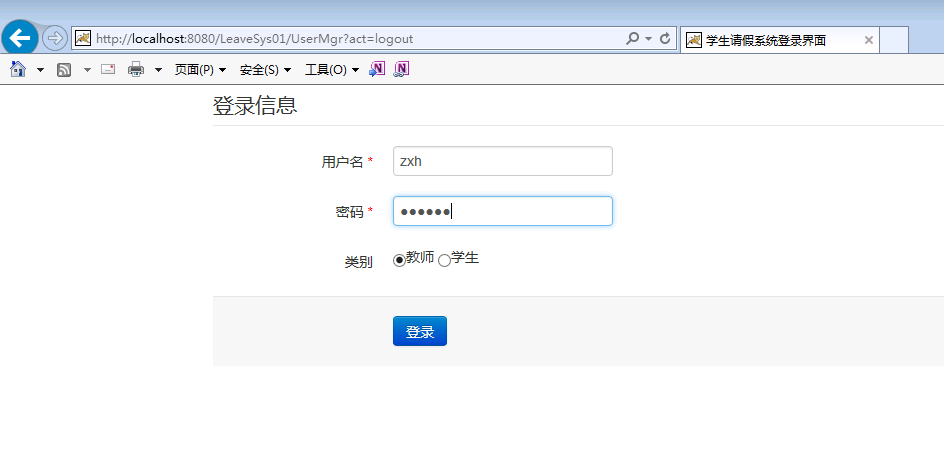 http://localhost:8080/LeaveSys01/UserMgr?act=logout
学生请假系统登录界面
页面(P) 安全(S) 工具(O)
登录信息
用户名 * zxh
密码 * ●●●●●●
类别 教师 学生
登录